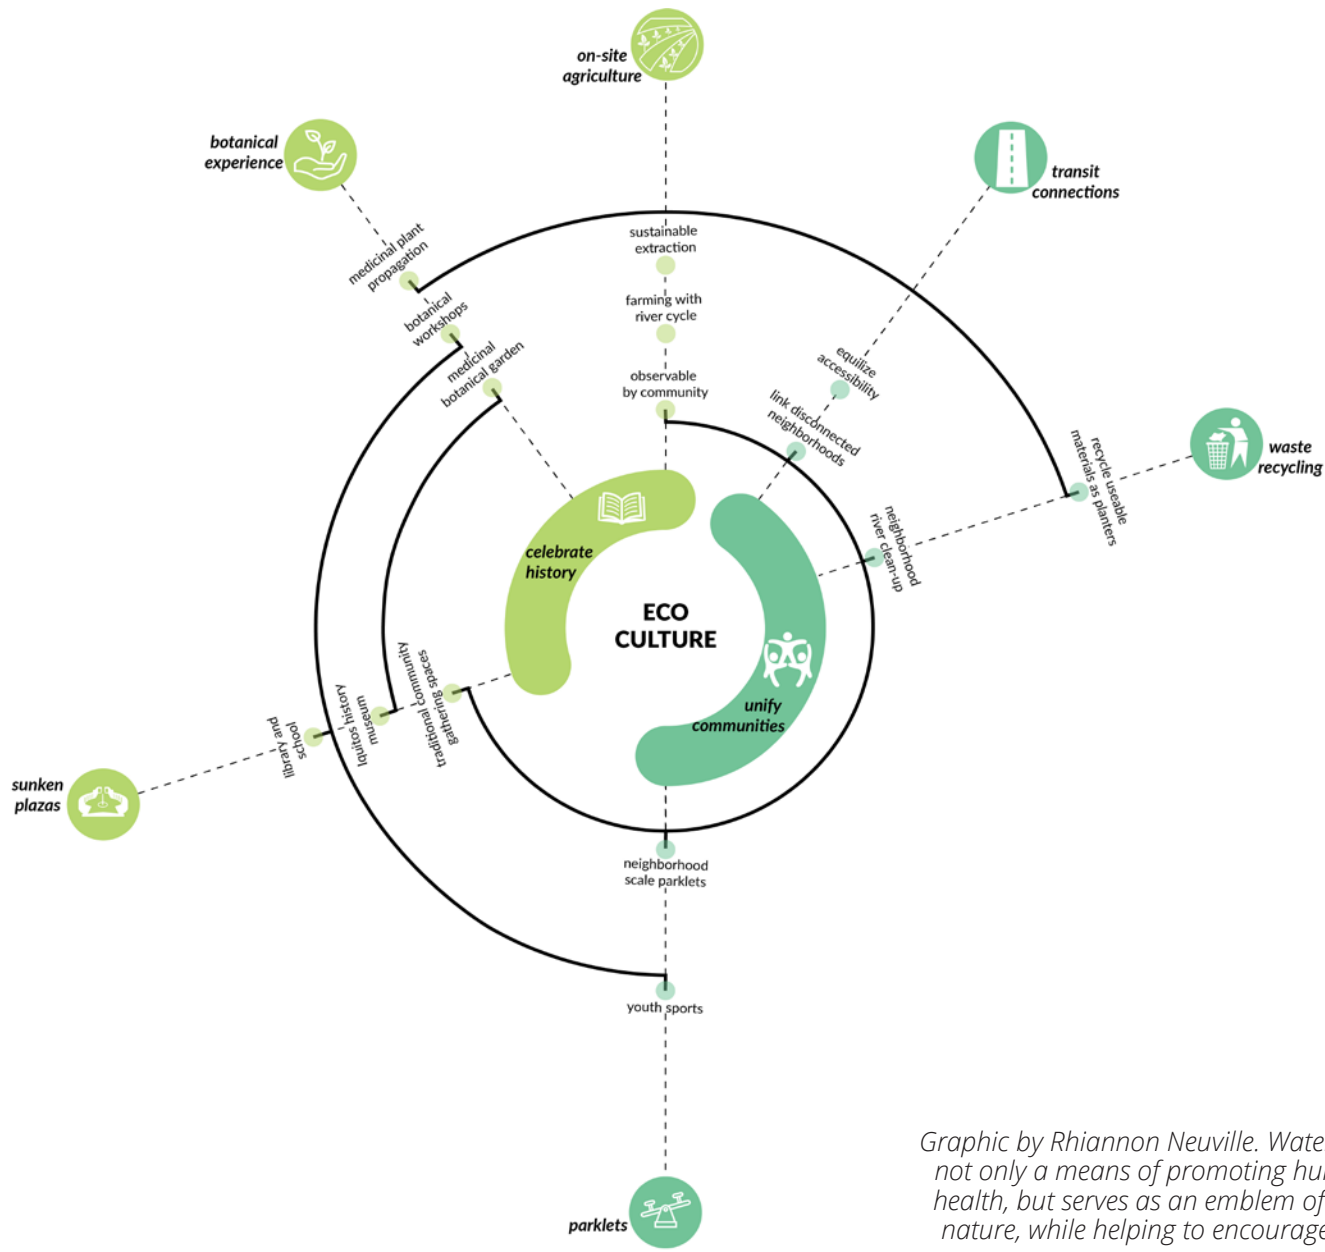 on-site
agriculture
botanical
experience
transit
connections
medicinal plant
propagation
sustainable
extraction
botanical
workshops
farming with
river cycle
medicinal
botanical garden
observable
by community
equilize
accessibility
link disconnected
neighborhoods
waste
recycling
recycle useable
materials as planters
neighborhood
river clean-up
celebrate
history
ECO
CULTURE
unify
communities
traditional community
gathering spaces
Iquitos history
museum
library and
school
sunken
plazas
neighborhood
scale parklets
youth sports
parklets
Graphic by Rhiannon Neuville. Wate
not only a means of promoting hu
health, but serves as an emblem of
nature, while helping to encourage